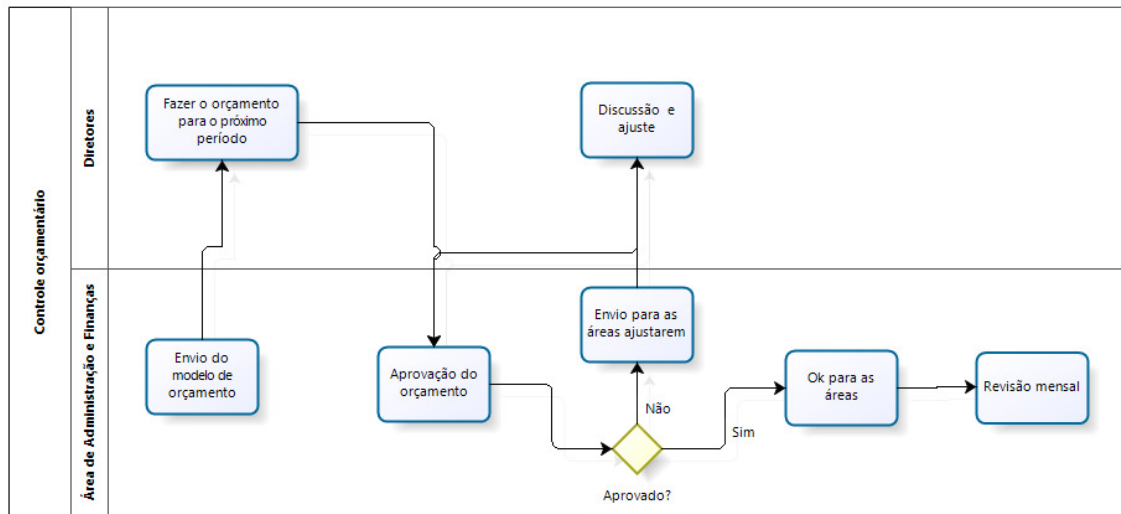 Controle orçamentário
Diretores
Fazer o orçamento
para o próximo
período
Discussão e
ajuste
Área de Administração e Finanças
Envio do
modelo de
orçamento
Aprovação do
orçamento
Envio para as
áreas ajustarem
Não
Aprovado?
Sim
Ok para as
áreas
Revisão mensal